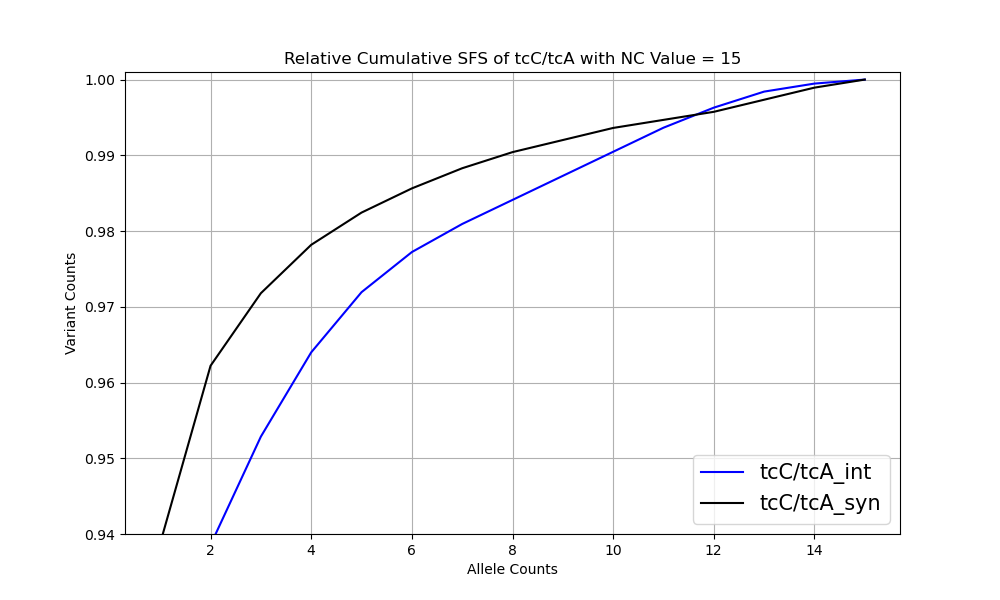 Relative Cumulative SFS of tcC/tcA with NC Value = 15
1.00
0.99
0.98
0.97
0.96
0.95
0.94
Variant Counts
2 4 6 8 10 12 14
Allele Counts
tcC/tcA_int
tcC/tcA_syn